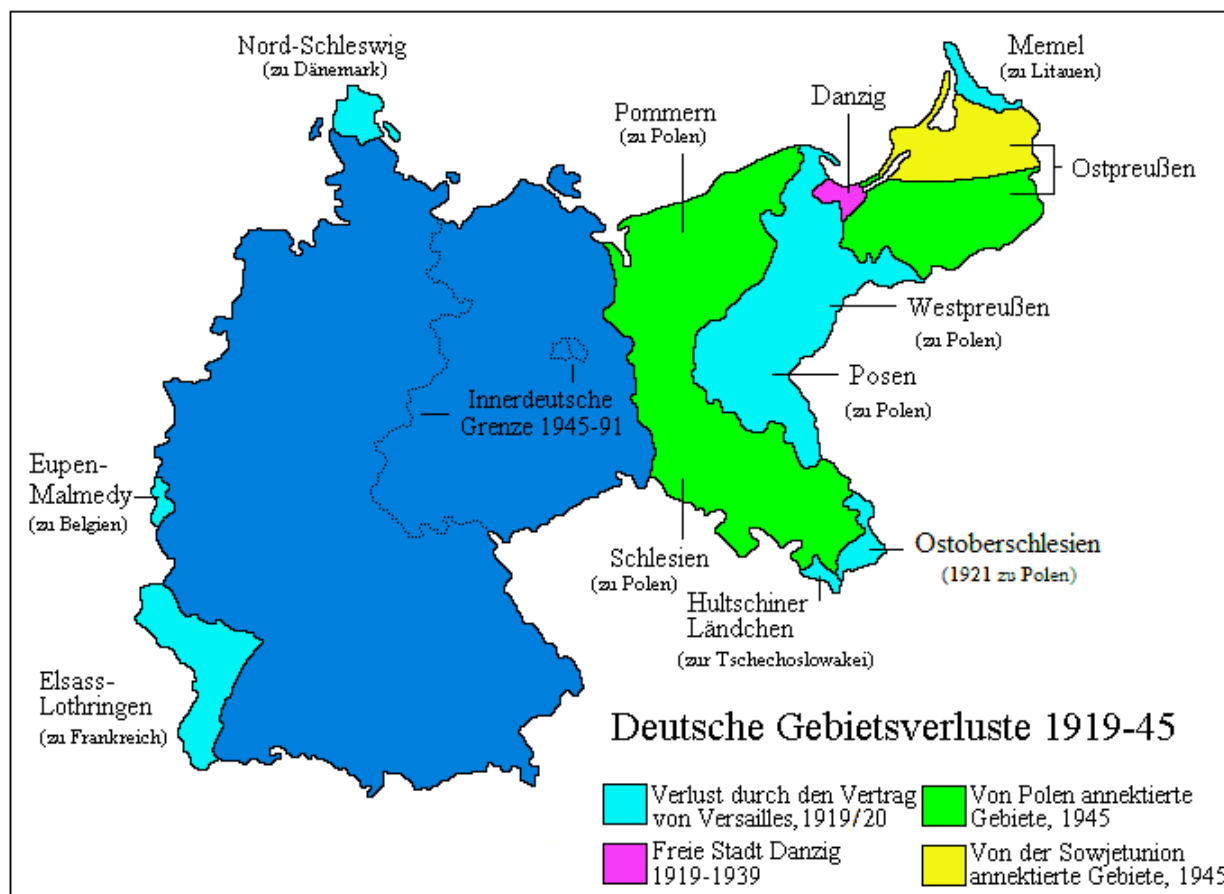 Nord-Schleswig
(zu Dänemark)
Memel
(zu Litauen)
Danzig
Pommern
(zu Polen)
Ostpreußen
Westpreußen
(zu Polen)
Posen
(zu Polen)
Innerdeutsche
Grenze 1945-91
Eupen-
Malmedy
(zu Belgien)
Schlesien
(zu Polen)
Ostoberschlesien
(1921 zu Polen)
Hultschiner
Ländchen
(zur Tschechoslowakei)
Elsass-
Lothringen
(zu Frankreich)
Deutsche Gebietsverluste 1919-45
Verlust durch den Vertrag
von Versailles, 1919/20
Freie Stadt Danzig
1919-1939
Von Polen annektierte
Gebiete, 1945
Von der Sowjetunion
annektierte Gebiete, 1945